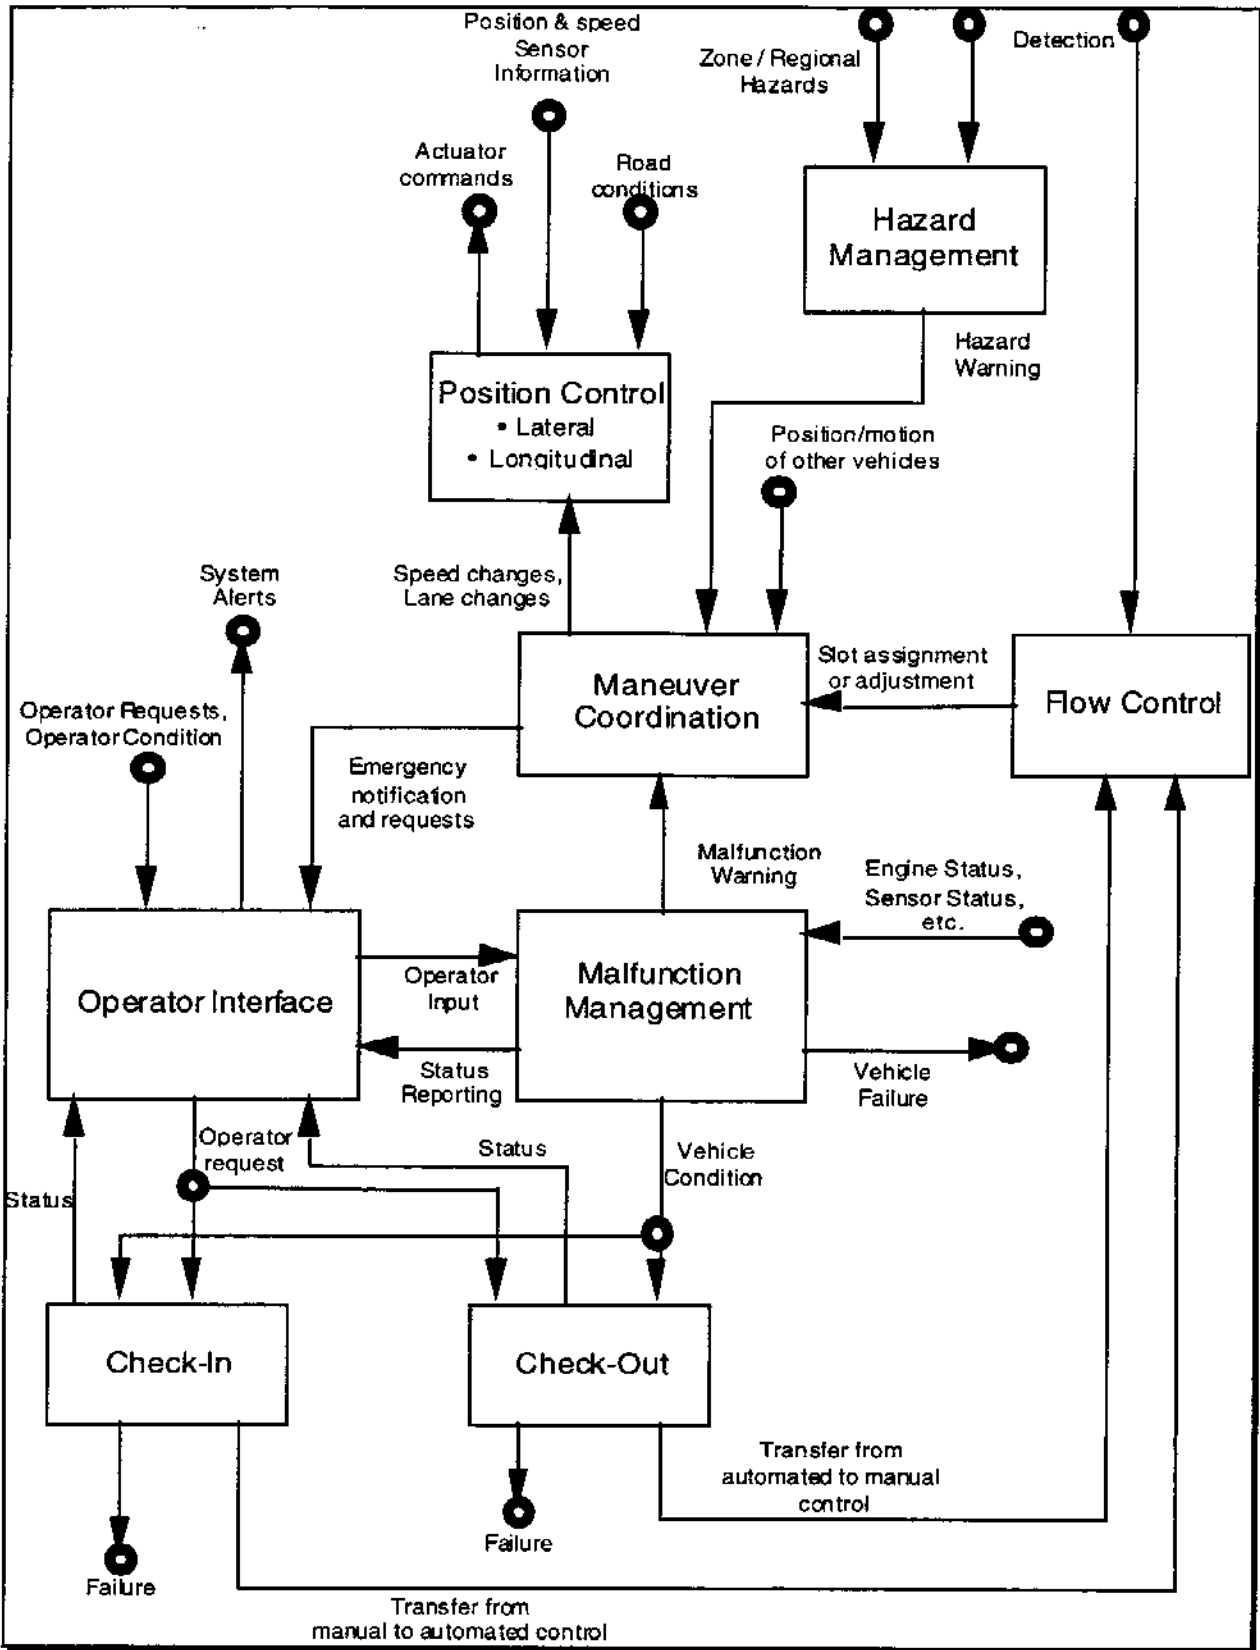 Position & speed
Sensor
Information
Zone / Regional
Hazards
Detection
Actuator
commands
Road
conditions
Hazard
Management
Hazard
Warning
Position Control
• Lateral
• Longitudinal
Position/motion
of other vehicles
System
Alerts
Speed changes,
Lane changes
Operator Requests,
Operator Condition
Maneuver
Coordination
Slot assignment
or adjustment
Flow Control
Emergency
notification
and requests
Malfunction
Warning
Engine Status,
Sensor Status,
etc.
Operator Interface
Operator
Input
Malfunction
Management
Status
Reporting
Vehicle
Failure
Operator
request
Status
Vehicle
Condition
Status
Check-In
Check-Out
Transfer from
automated to manual
control
Failure
Failure
Transfer from
manual to automated control